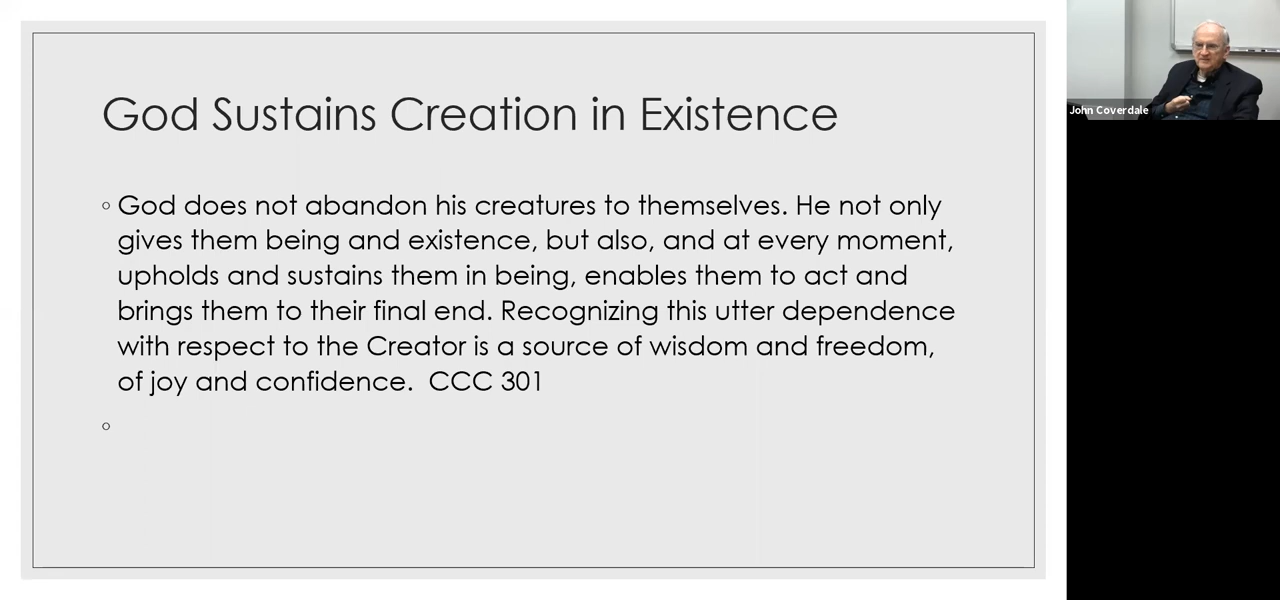 God Sustains Creation in Existence
God does not abandon his creatures to themselves. He not only
gives them being and existence, but also, and at every moment,
upholds and sustains them in being, enables them to act and
brings them to their final end. Recognizing this utter dependence
with respect to the Creator is a source of wisdom and freedom,
of joy and confidence.  CCC 301
John Coverdale